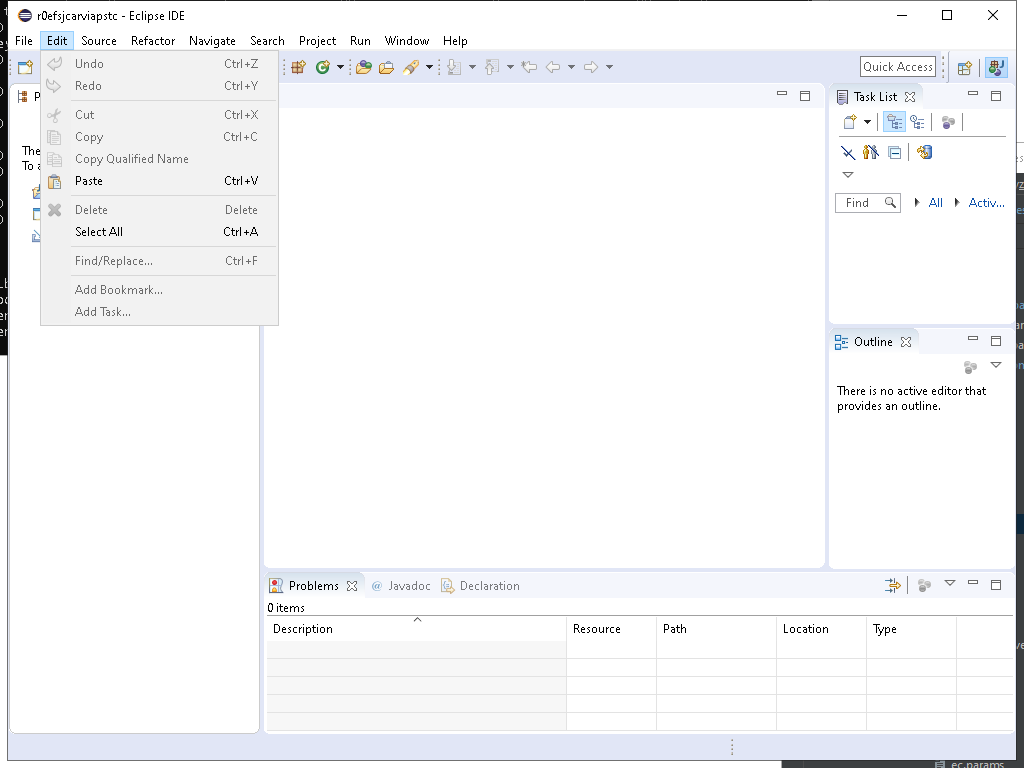 r0efsjcarviapstc - Eclipse IDE
File Edit Source Refactor Navigate Search Project Run Window Help
Undo Ctrl+Z
Redo Ctrl+Y
Cut Ctrl+X
Copy Ctrl+C
Copy Qualified Name
Paste Ctrl+V
Delete Delete
Select All Ctrl+A
Find/Replace... Ctrl+F
Add Bookmark...
Add Task...
Quick Access
Task List
Find All Activ...
Outline
There is no active editor that
provides an outline.
Problems @ Javadoc Declaration
0 items
Description Resource Path Location Type
ec.params